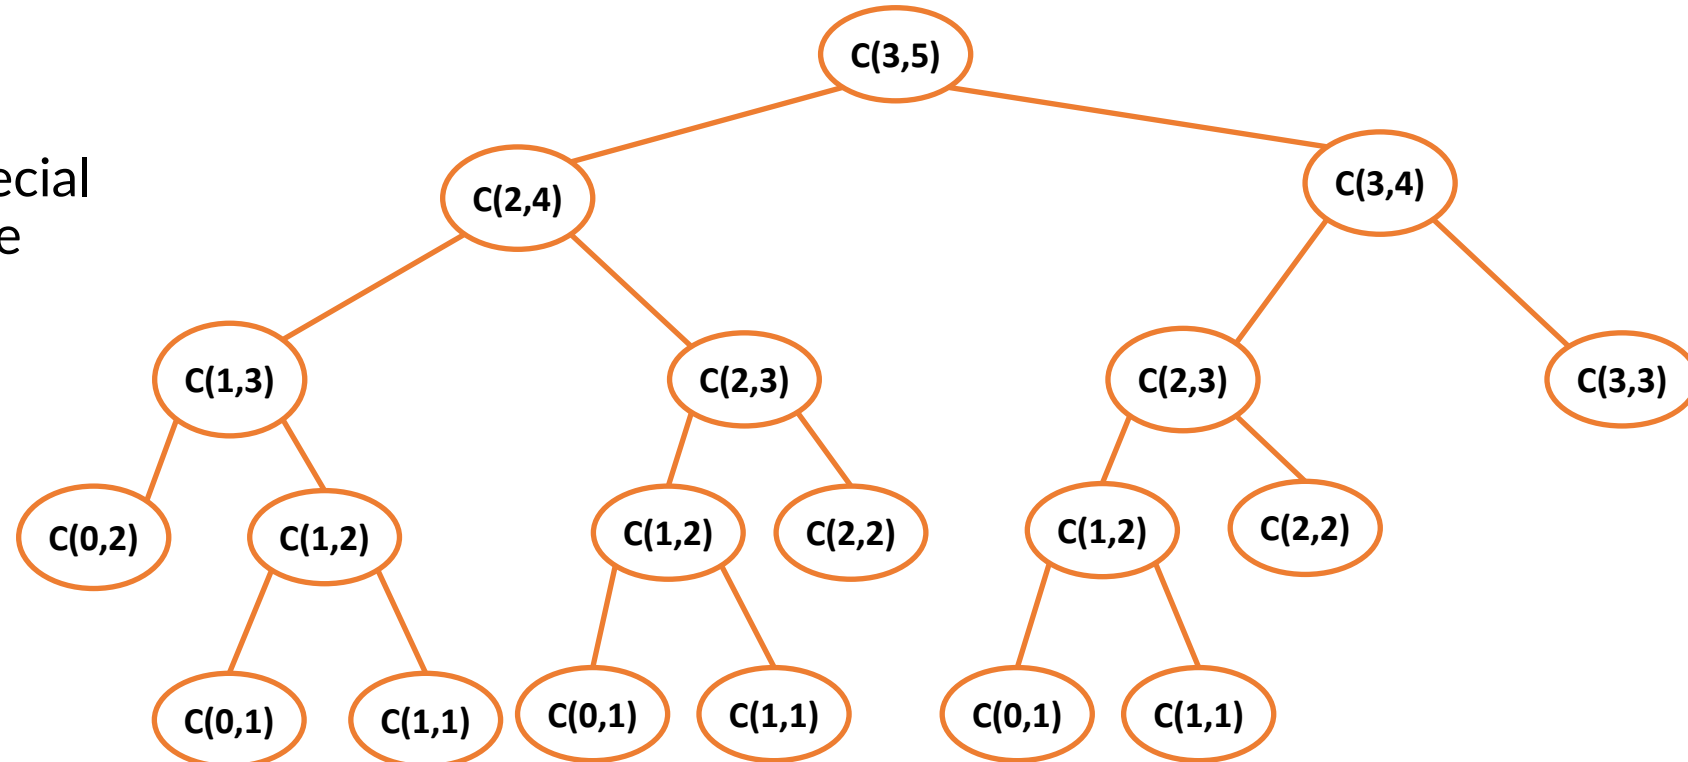 C(3,5)
ecial
e
C(2,4)
C(3,4)
C(1,3)
C(2,3)
C(2,3)
C(3,3)
C(0,2)
C(1,2)
C(1,2)
C(2,2)
C(1,2)
C(2,2)
C(0,1)
C(1,1)
C(0,1)
C(1,1)
C(0,1)
C(1,1)